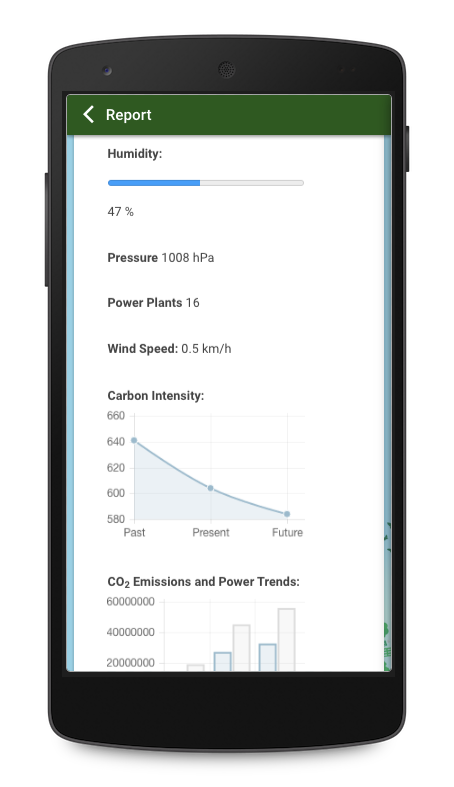 Report
Humidity:
47 %
Pressure 1008 hPa
Power Plants 16
Wind Speed: 0.5 km/h
Carbon Intensity:
660
640
620
600
580
Past Present Future
CO₂ Emissions and Power Trends:
60000000
40000000
20000000